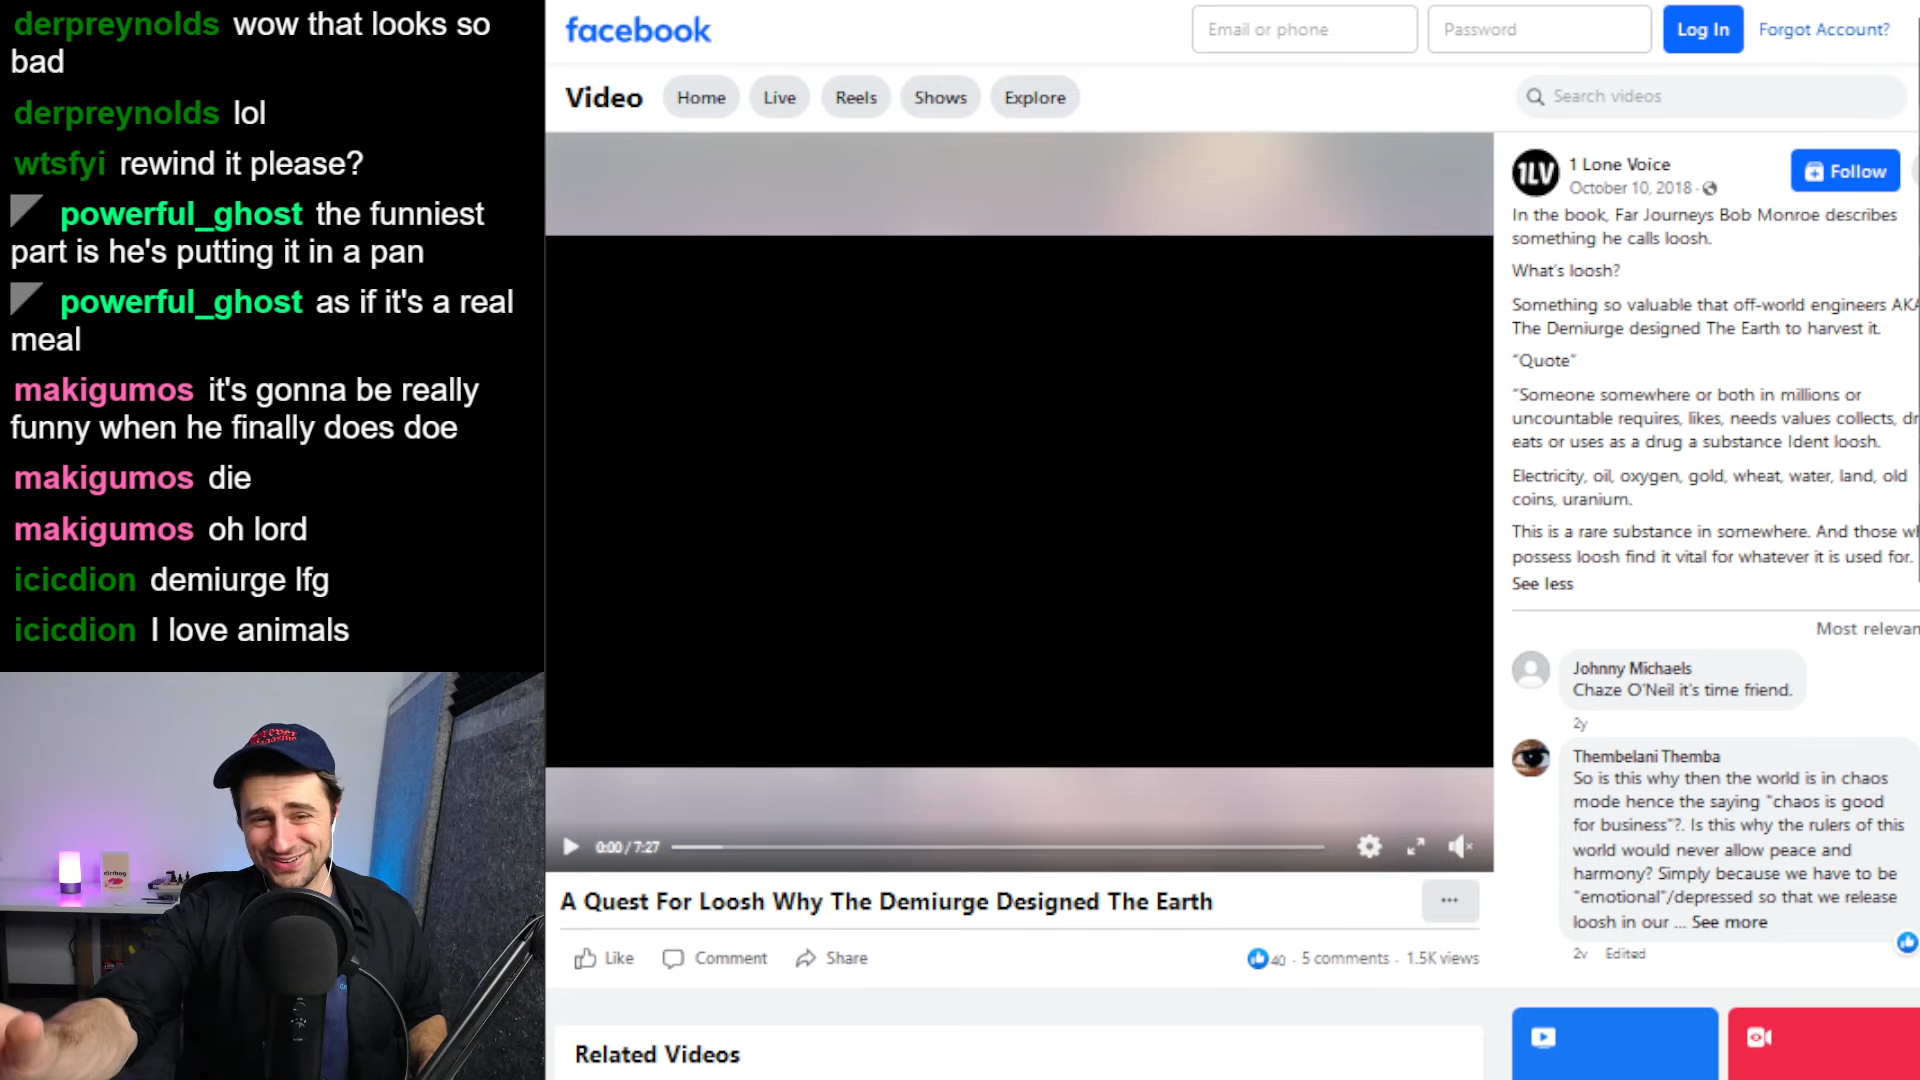 derpreynolds wow that looks so
bad
derpreynolds lol
wtsfyi rewind it please?
powerful_ghost the funniest
part is he's putting it in a pan
powerful_ghost as if it's a real
meal
makigumos it's gonna be really
funny when he finally does doe
makigumos die
makigumos oh lord
icicdion demiurge lfg
icicdion I love animals
facebook
Email or phone
Password
Log In
Forgot Account?
Video
Home
Live
Reels
Shows
Explore
Search videos
1LV
1 Lone Voice
October 10, 2018 ·
Follow
In the book, Far Journeys Bob Monroe describes
something he calls loosh.
What's loosh?
Something so valuable that off-world engineers AKA
The Demiurge designed The Earth to harvest it.
"Quote"
"Someone somewhere or both in millions or
uncountable requires, likes, needs values collects, dr
eats or uses as a drug a substance Ident loosh.
Electricity, oil, oxygen, gold, wheat, water, land, old
coins, uranium.
This is a rare substance in somewhere. And those wh
possess loosh find it vital for whatever it is used for.
See less
Most relevan
Johnny Michaels
Chaze O'Neil it's time friend.
2y
Thembelani Themba
So is this why then the world is in chaos
mode hence the saying "chaos is good
for business"?. Is this why the rulers of this
world would never allow peace and
harmony? Simply because we have to be
"emotional"/depressed so that we release
loosh in our ... See more
2y Edited
0:00 / 7:27
A Quest For Loosh Why The Demiurge Designed The Earth
Like
Comment
Share
40 · 5 comments · 1.5K views
Related Videos
dirtbag